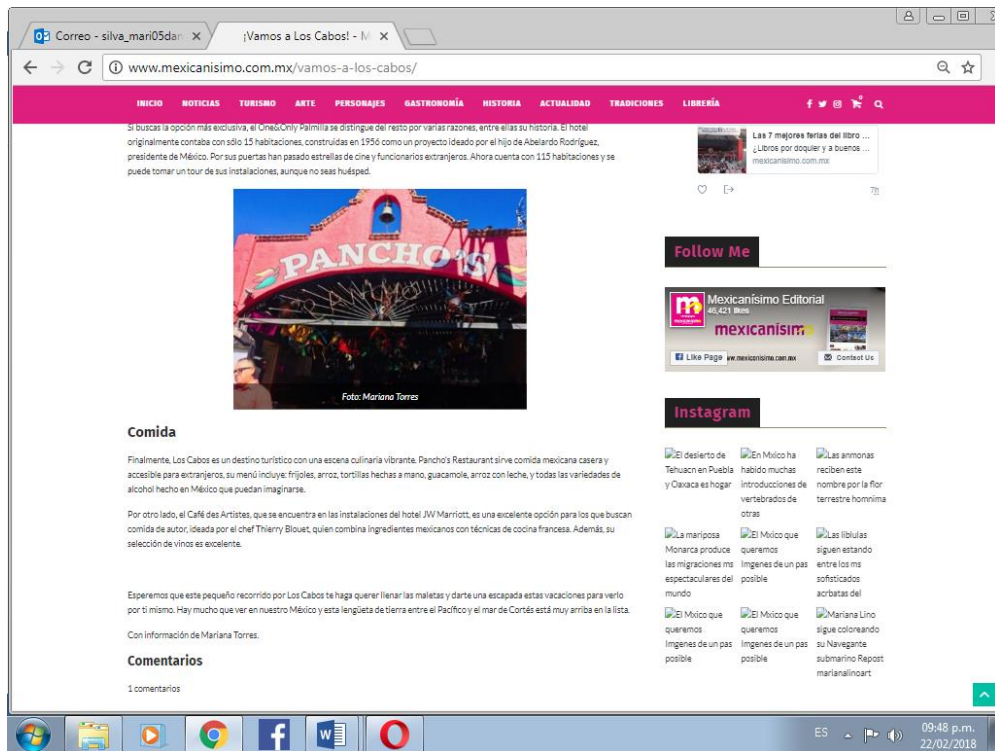 Correo - silva_mari05dan
¡Vamos a Los Cabos! - M
www.mexicanisimo.com.mx/vamos-a-los-cabos/
INICIO NOTICIAS TURISMO ARTE PERSONAJES GASTRONOMÍA HISTORIA ACTUALIDAD TRADICIONES LIBRERÍA
0
Si buscas la opción más exclusiva, el One&Only Palmilla se distingue del resto por varias razones, entre ellas su historia. El hotel
originalmente contaba con sólo 15 habitaciones, construidas en 1956 como un proyecto ideado por el hijo de Abelardo Rodríguez,
presidente de México. Por sus puertas han pasado estrellas de cine y funcionarios extranjeros. Ahora cuenta con 115 habitaciones y se
puede tomar un tour de sus instalaciones, aunque no seas huésped.
PANCHO'S
Foto: Mariana Torres
Comida
Finalmente, Los Cabos es un destino turístico con una escena culinaria vibrante. Pancho's Restaurant sirve comida mexicana casera y
accesible para extranjeros, su menú incluye: frijoles, arroz, tortillas hechas a mano, guacamole, arroz con leche, y todas las variedades de
alcohol hecho en México que puedan imaginarse.
Por otro lado, el Café des Artistes, que se encuentra en las instalaciones del hotel JW Marriott, es una excelente opción para los que buscan
comida de autor, ideada por el chef Thierry Blouet, quien combina ingredientes mexicanos con técnicas de cocina francesa. Además, su
selección de vinos es excelente.
Esperemos que este pequeño recorrido por Los Cabos te haga querer llenar las maletas y darte una escapada estas vacaciones para verlo
por ti mismo. Hay mucho que ver en nuestro México y esta lengüeta de tierra entre el Pacífico y el mar de Cortés está muy arriba en la lista.
Con información de Mariana Torres.
Comentarios
1 comentarios
Las 7 mejores ferias del libro ...
¿Libros por doquier y a buenos ...
mexicanisimo.com.mx
7h
Follow Me
Mexicanísimo Editorial
46,421 likes
mexicanísim
Like Page
www.mexicanisimo.com.mx
Contact Us
Instagram
El desierto de
Tehuacn en Puebla
y Oaxaca es hogar
En Mxico ha
habido muchas
introducciones de
vertebrados de
otras
Las anmonas
reciben este
nombre por la flor
terrestre homnima
La mariposa
Monarca produce
las migraciones ms
espectaculares del
mundo
El Mxico que
queremos
Imgenes de un pas
posible
Las liblulas
siguen estando
entre los ms
sofisticados
acrbatas del
El Mxico que
queremos
Imgenes de un pas
posible
El Mxico que
queremos
Imgenes de un pas
posible
Mariana Lino
sigue coloreando
su Navegante
submarino Repost
marianalinoart
ES
09:48 p.m.
22/02/2018